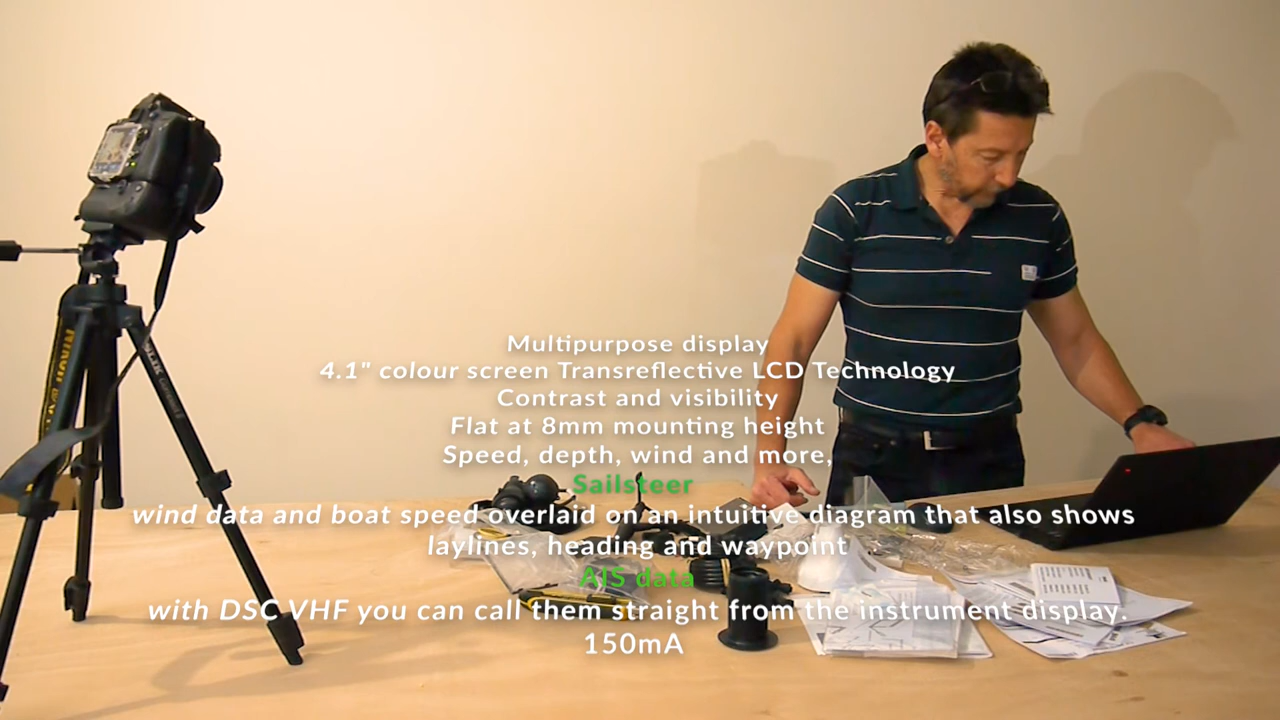 Multipurpose display
4.1" colour screen Transreflective LCD Technology
Contrast and visibility
Flat at 8mm mounting height
Speed, depth, wind and more,
Sailsteer
wind data and boat speed overlaid on an intuitive diagram that also shows
laylines, heading and waypoint
AIS data
with DSC VHF you can call them straight from the instrument display.
150mA